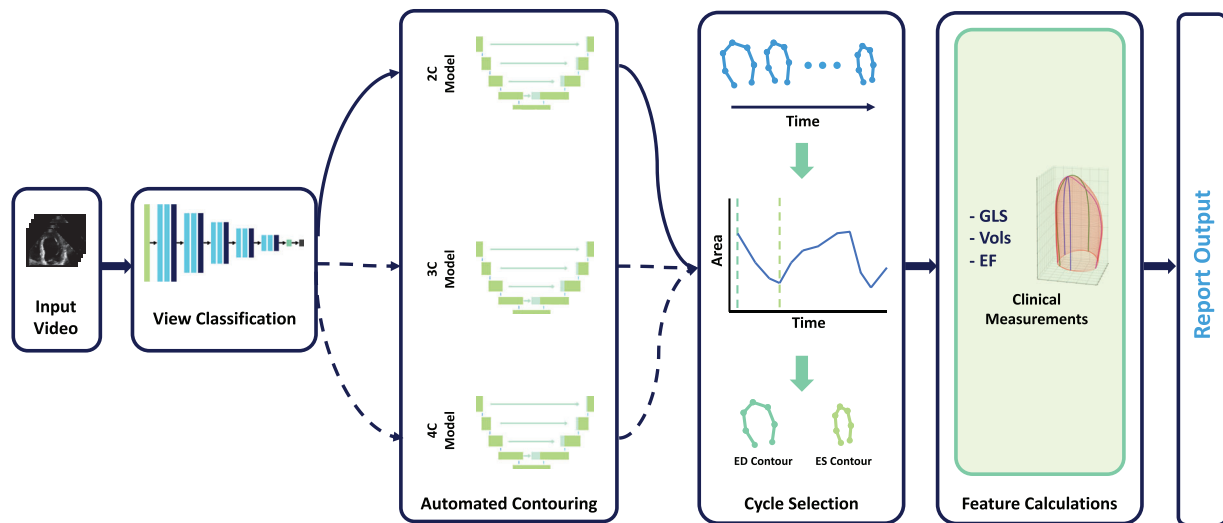 Input
Video
View Classification
2C
Model
3C
Model
4C
Model
Automated Contouring
Time
Area
Time
ED Contour
ES Contour
Cycle Selection
- GLS
- Vols
- EF
Clinical
Measurements
Feature Calculations
Report Output